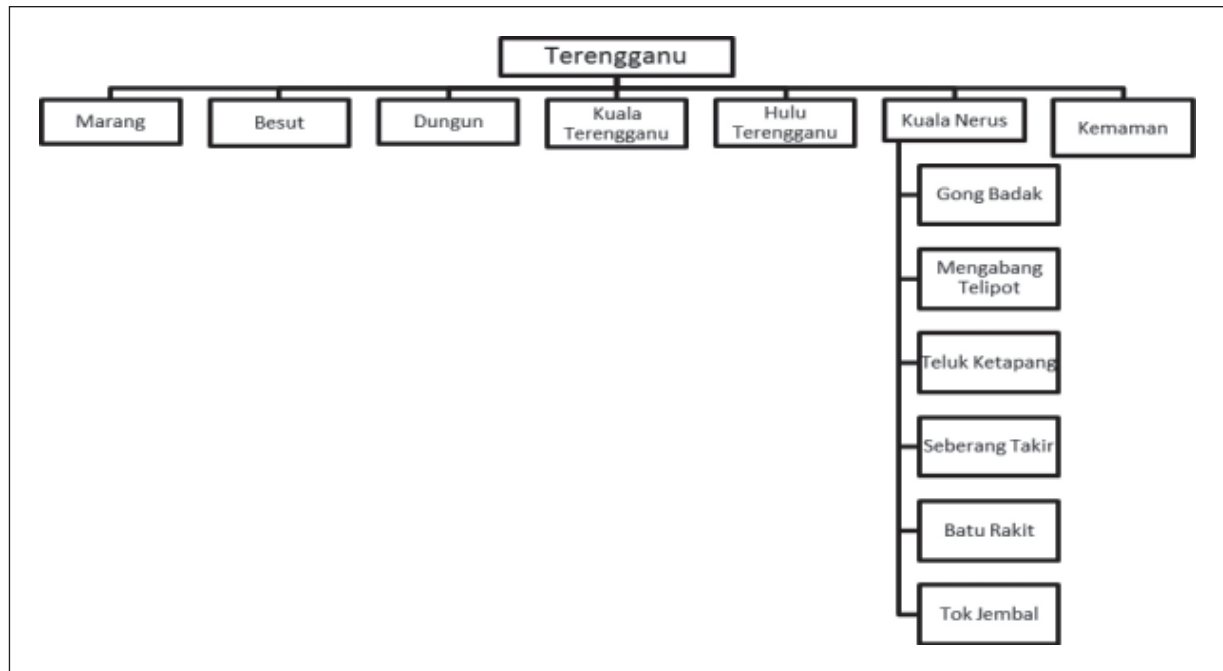 Terengganu
Marang
Besut
Dungun
Kuala
Terengganu
Hulu
Terengganu
Kuala Nerus
Kemaman
Gong Badak
Mengabang
Telipot
Teluk Ketapang
Seberang Takir
Batu Rakit
Tok Jembal